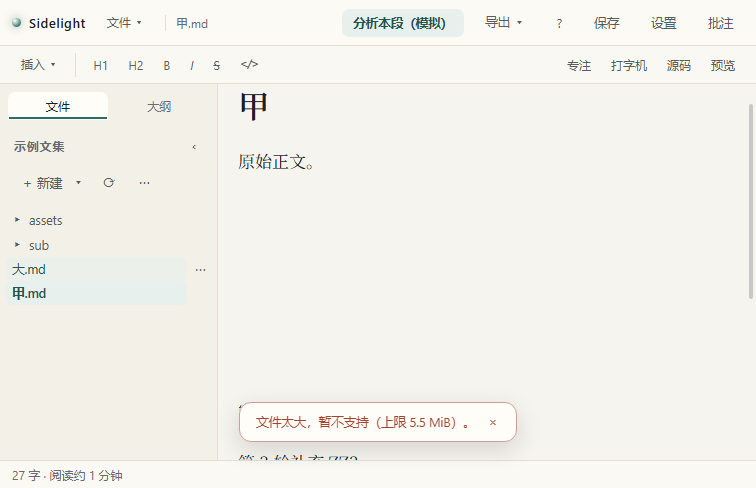 Sidelight 文件 ▾ 甲.md 分析本段（模拟） 导出 ▾ ? 保存 设置 批注
插入 ▾ H1 H2 B I S </> 专注 打字机 源码 预览
文件 大纲
示例文集 ‹
+ 新建 ▾ ⟳ ···
▸ assets
▸ sub
大.md ···
甲.md
甲
原始正文。
文件太大，暂不支持（上限 5.5 MiB）。 ×
27 字 · 阅读约 1 分钟